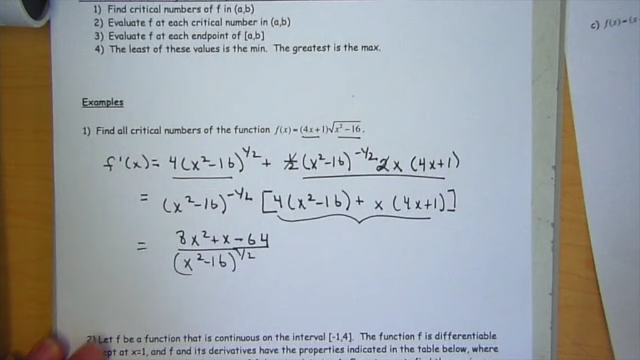 1) Find critical numbers of f in (a,b)
2) Evaluate f at each critical number in (a,b)
3) Evaluate f at each endpoint of [a,b]
4) The least of these values is the min. The greatest is the max.
c) f(x)=(x
Examples
1) Find all critical numbers of the function f(x)=(4x+1)√(x²-16).
f'(x) = 4(x²-16)^1/2 + 1/2(x²-16)^-1/2 2x(4x+1)
= (x²-16)^-1/2 [4(x²-16) + x(4x+1)]
= (8x²+x-64)/(x²-16)^1/2
2) Let f be a function that is continuous on the interval [-1,4]. The function f is differentiable
at x=1, and f and its derivatives have the properties indicated in the table below, where